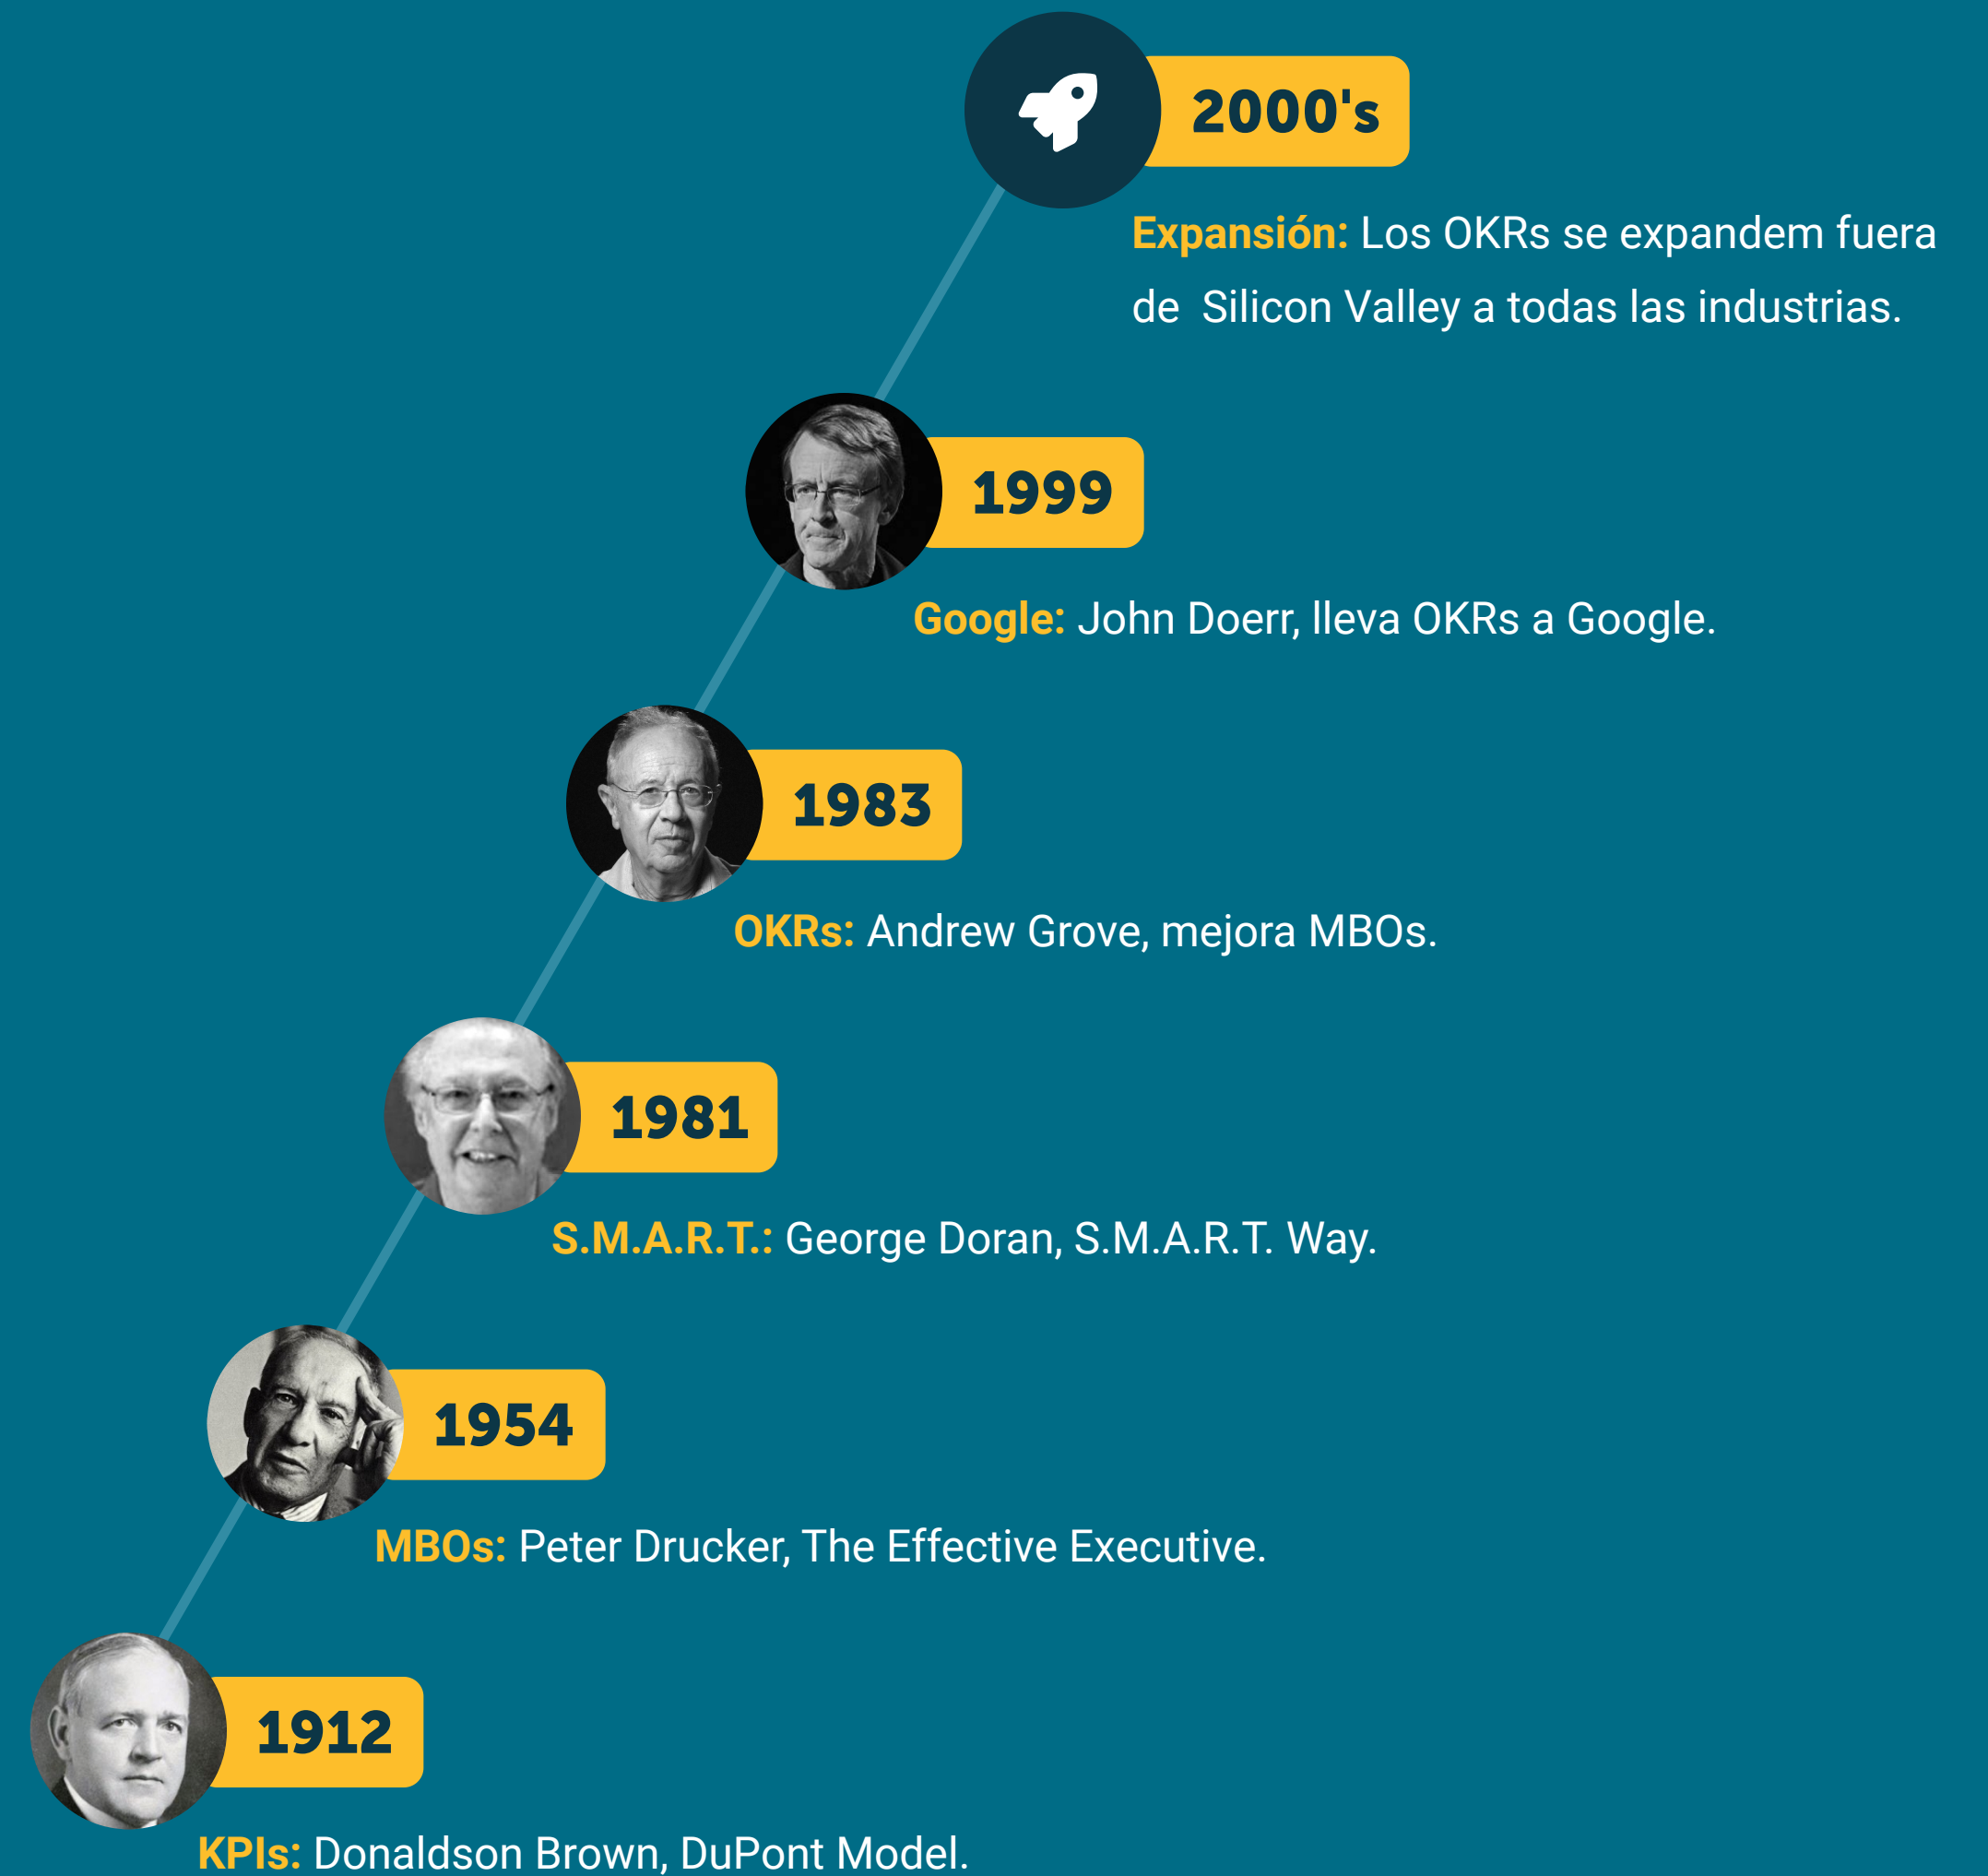 2000's
Expansión: Los OKRs se expandem fuera
de  Silicon Valley a todas las industrias.
1999
Google: John Doerr, lleva OKRs a Google.
1983
OKRs: Andrew Grove, mejora MBOs.
1981
S.M.A.R.T.: George Doran, S.M.A.R.T. Way.
1954
MBOs: Peter Drucker, The Effective Executive.
1912
KPIs: Donaldson Brown, DuPont Model.